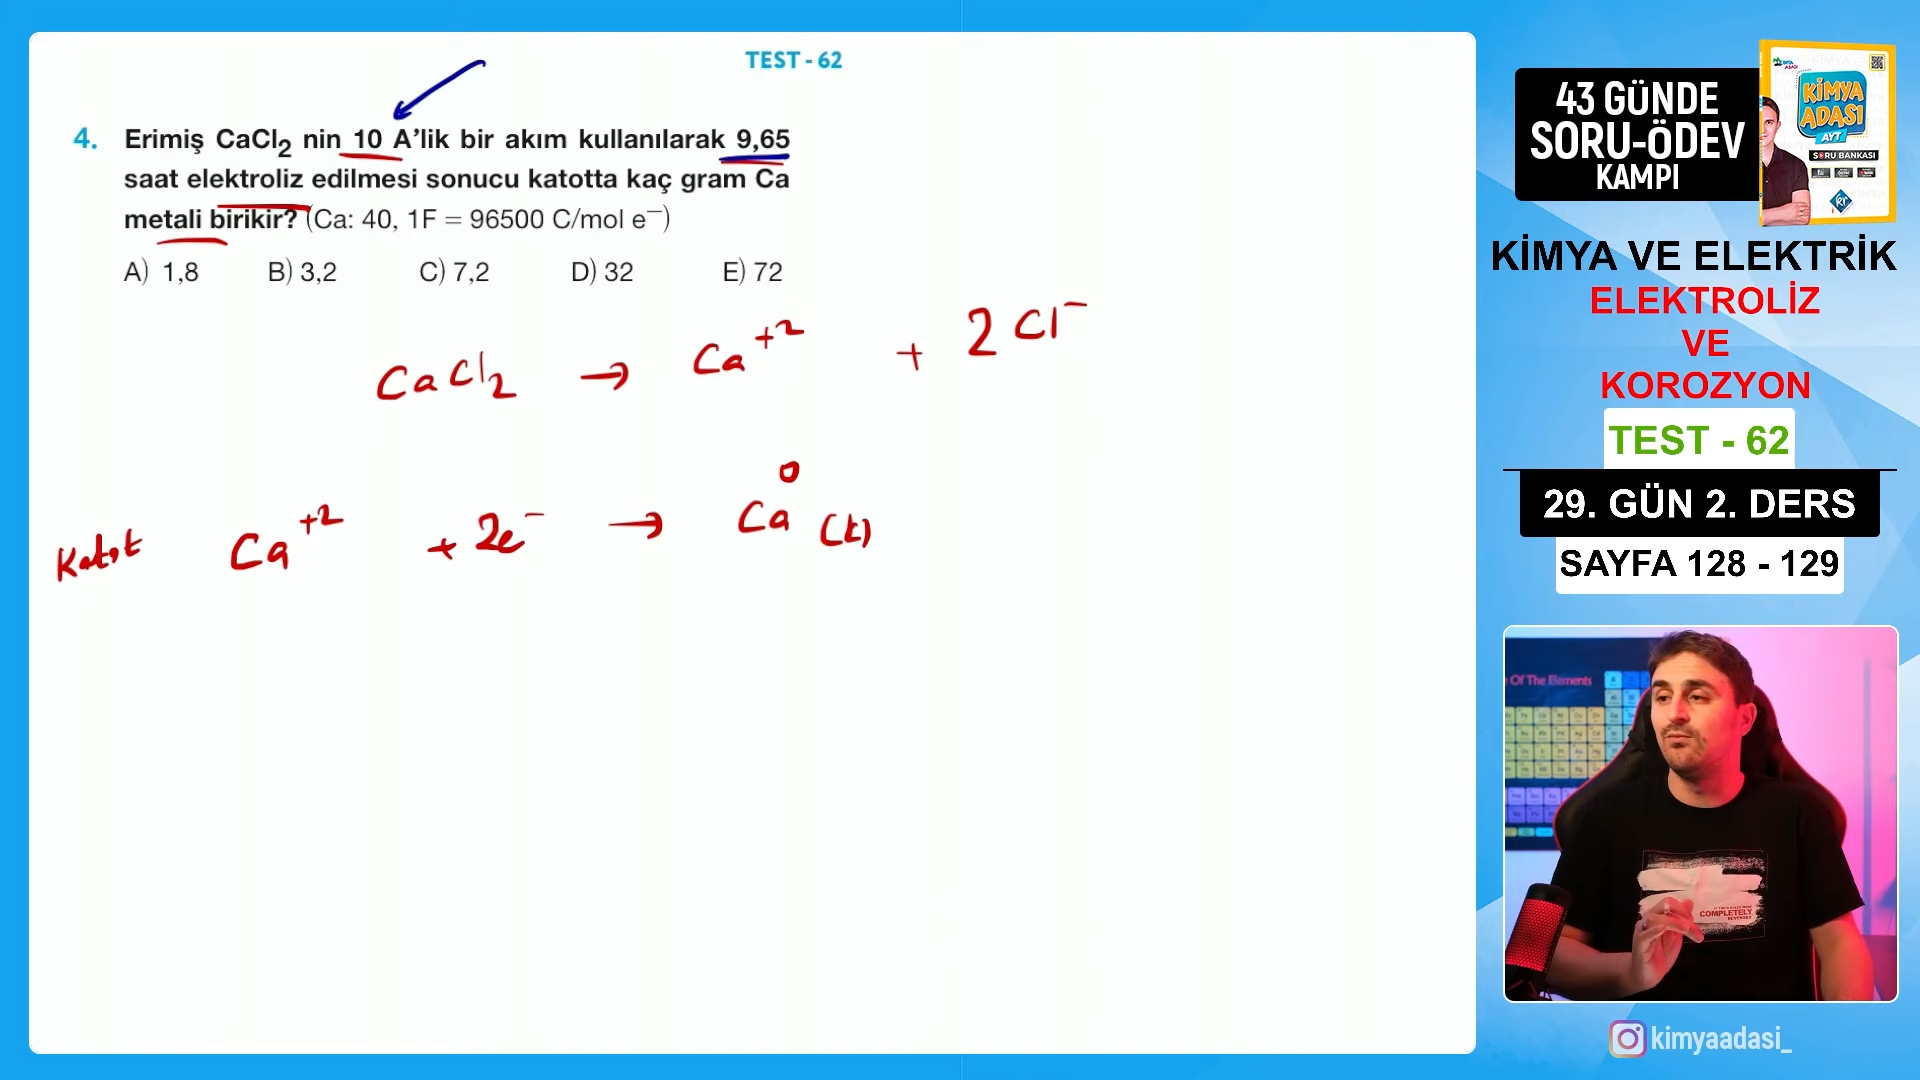 TEST - 62
4. Erimiş CaCl₂ nin 10 A'lik bir akım kullanılarak 9,65
saat elektroliz edilmesi sonucu katotta kaç gram Ca
metali birikir? (Ca: 40, 1F = 96500 C/mol e⁻)
A) 1,8 B) 3,2 C) 7,2 D) 32 E) 72
CaCl₂ → Ca⁺² + 2Cl⁻
Katot Ca⁺² + 2e⁻ → Ca⁰ (k)
43 GÜNDE
SORU-ÖDEV
KAMPI
KİMYA
ADASI
AYT
SORU BANKASI
KİMYA VE ELEKTRİK
ELEKTROLİZ
VE
KOROZYON
TEST - 62
29. GÜN 2. DERS
SAYFA 128 - 129
Of The Elements
COMPLETELY
kimyaadasi_